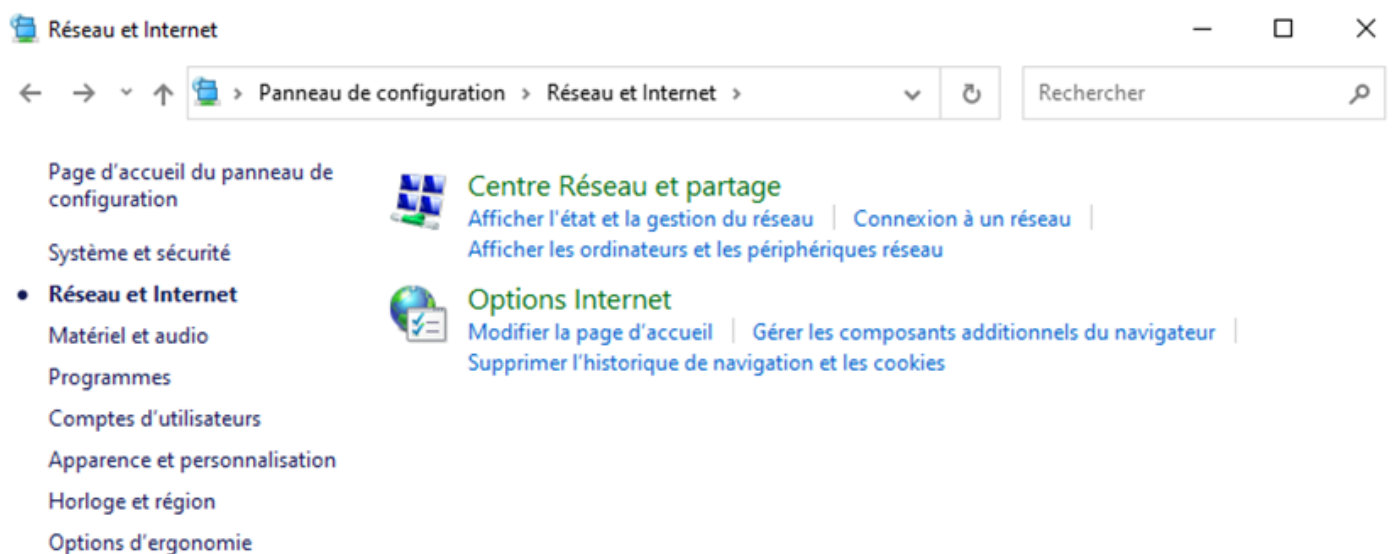 Réseau et Internet
Panneau de configuration > Réseau et Internet >
Rechercher
Page d'accueil du panneau de
configuration
Système et sécurité
Réseau et Internet
Matériel et audio
Programmes
Comptes d'utilisateurs
Apparence et personnalisation
Horloge et région
Options d'ergonomie
Centre Réseau et partage
Afficher l'état et la gestion du réseau | Connexion à un réseau |
Afficher les ordinateurs et les périphériques réseau
Options Internet
Modifier la page d'accueil | Gérer les composants additionnels du navigateur |
Supprimer l'historique de navigation et les cookies